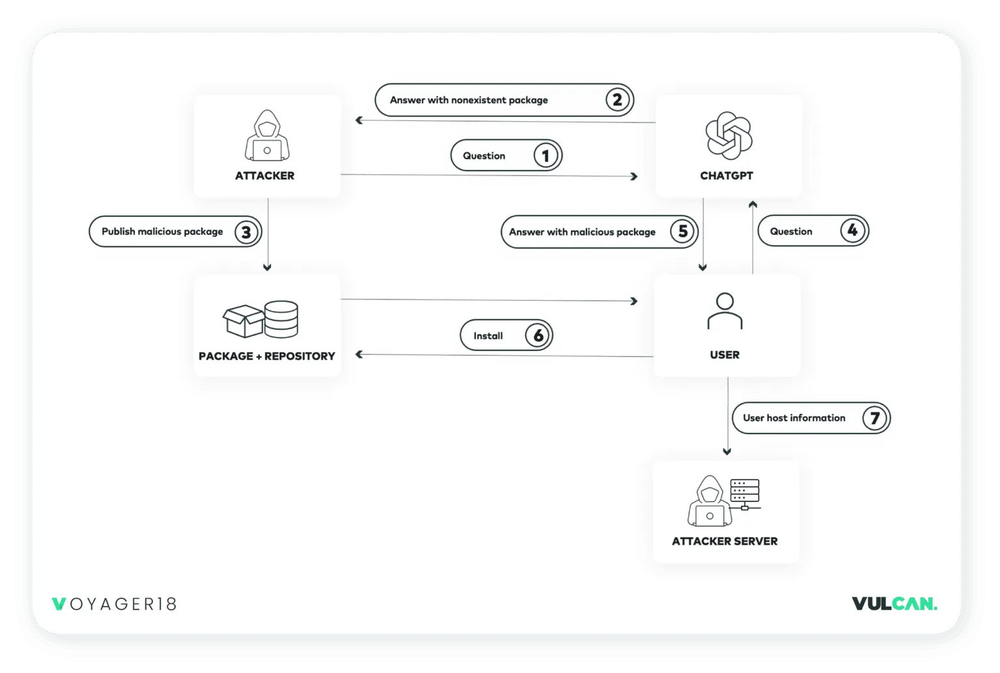 Answer with nonexistent package 2
Question 1
ATTACKER
CHATGPT
Publish malicious package 3
Answer with malicious package 5
Question 4
Install 6
PACKAGE + REPOSITORY
USER
User host information 7
ATTACKER SERVER
VOYAGER18
VULCAN.